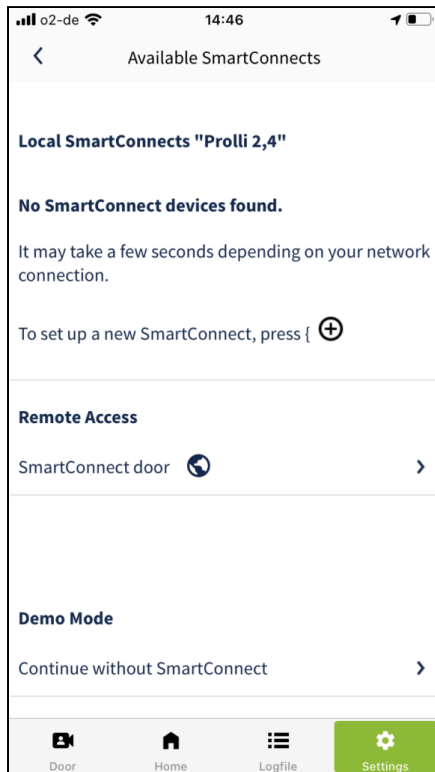 o2-de 14:46
Available SmartConnects
Local SmartConnects "Prolli 2,4"
No SmartConnect devices found.
It may take a few seconds depending on your network
connection.
To set up a new SmartConnect, press {
Remote Access
SmartConnect door
Demo Mode
Continue without SmartConnect
Door Home Logfile Settings